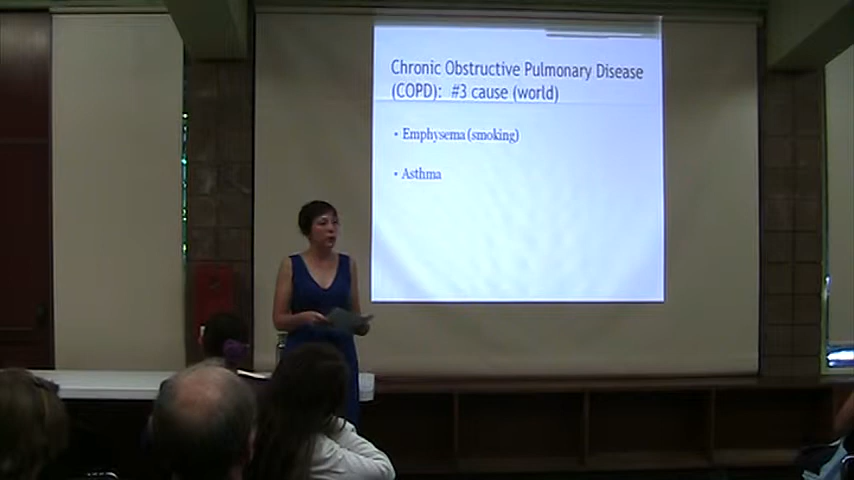 Chronic Obstructive Pulmonary Disease
(COPD): #3 cause (world)
• Emphysema (smoking)
• Asthma